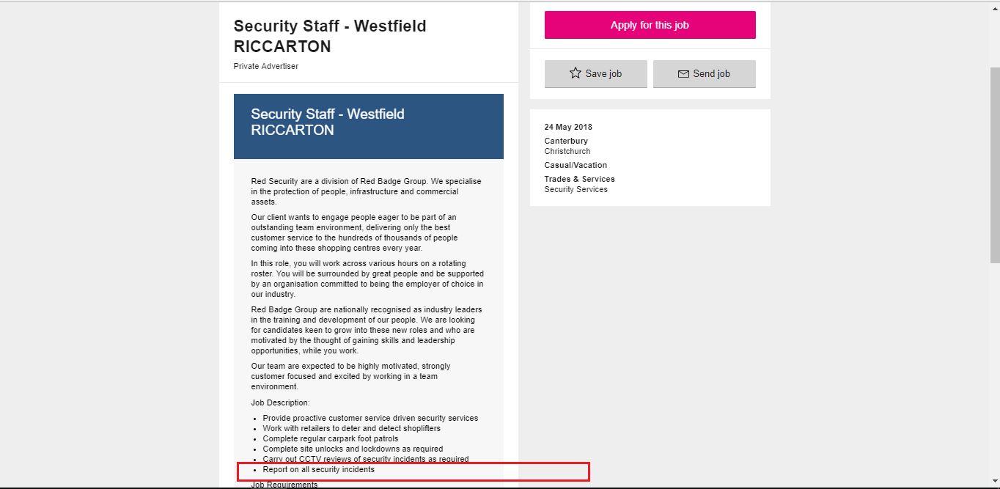 Security Staff - Westfield
RICCARTON
Private Advertiser
Security Staff - Westfield
RICCARTON
Red Security are a division of Red Badge Group. We specialise
in the protection of people, infrastructure and commercial
assets.
Our client wants to engage people eager to be part of an
outstanding team environment, delivering only the best
customer service to the hundreds of thousands of people
coming into these shopping centres every year.
In this role, you will work across various hours on a rotating
roster. You will be surrounded by great people and be supported
by an organisation committed to being the employer of choice in
our industry.
Red Badge Group are nationally recognised as industry leaders
in the training and development of our people. We are looking
for candidates keen to grow into these new roles and who are
motivated by the thought of gaining skills and leadership
opportunities, while you work.
Our team are expected to be highly motivated, strongly
customer focused and excited by working in a team
environment.
Job Description:
• Provide proactive customer service driven security services
• Work with retailers to deter and detect shoplifters
• Complete regular carpark foot patrols
• Complete site unlocks and lockdowns as required
• Carry out CCTV reviews of security incidents as required
• Report on all security incidents
Job Requirements
Apply for this job
Save job
Send job
24 May 2018
Canterbury
Christchurch
Casual/Vacation
Trades & Services
Security Services